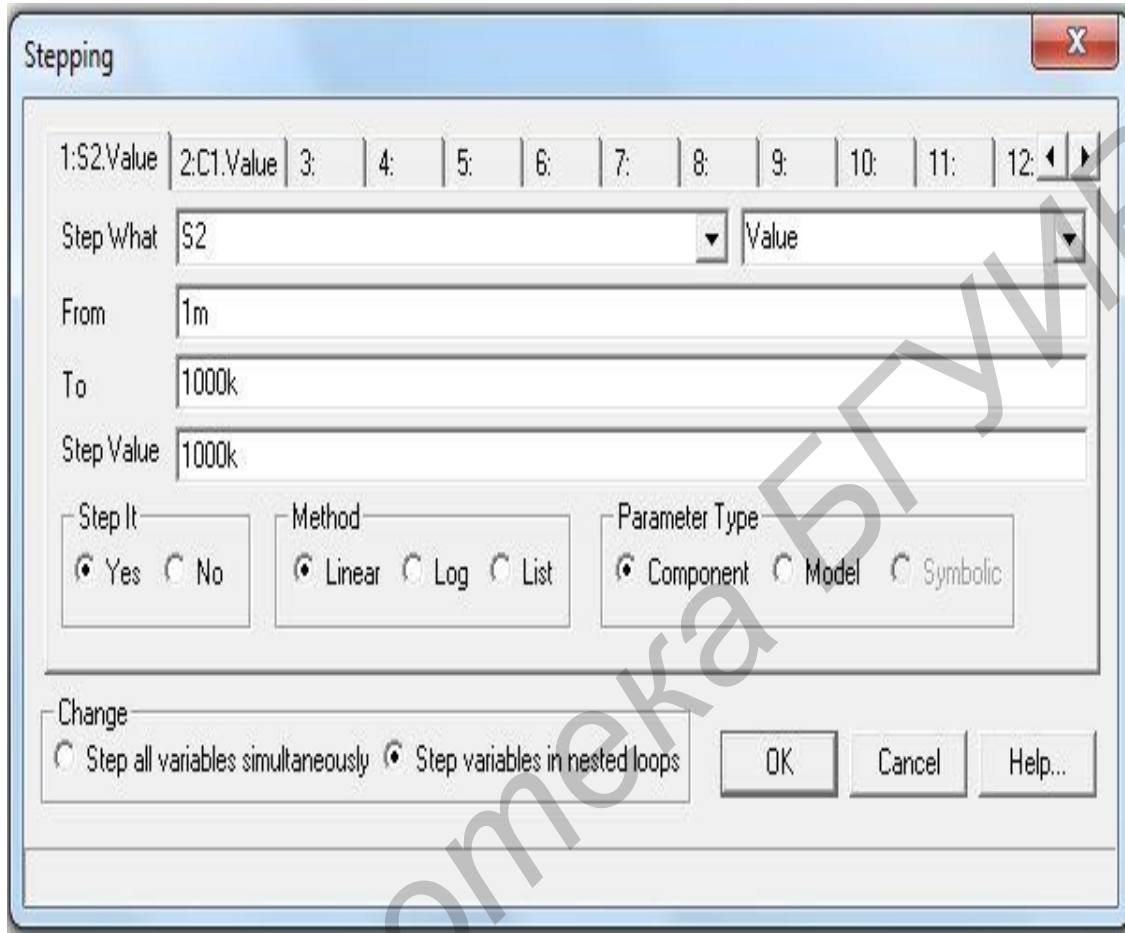 Stepping
X
1:S2.Value 2:C1.Value 3: 4: 5: 6: 7: 8: 9: 10: 11: 12:
Step What S2 Value
From 1m
To 1000k
Step Value 1000k
Step It Method Parameter Type
Yes No Linear Log List Component Model Symbolic
Change
Step all variables simultaneously Step variables in nested loops OK Cancel Help...
отека БГУИР